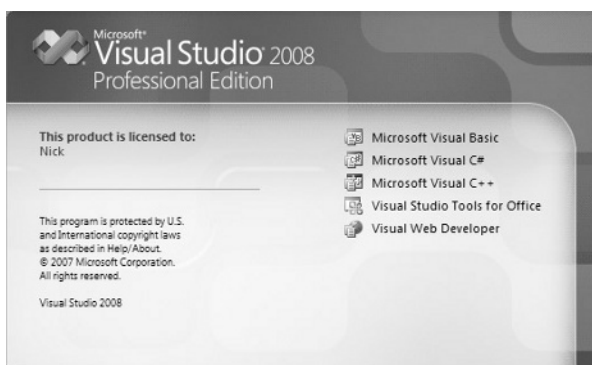 Microsoft®
Visual Studio® 2008
Professional Edition
This product is licensed to:
Nick
This program is protected by U.S.
and International copyright laws
as described in Help/About.
© 2007 Microsoft Corporation.
All rights reserved.
Visual Studio 2008
Microsoft Visual Basic
Microsoft Visual C#
Microsoft Visual C++
Visual Studio Tools for Office
Visual Web Developer